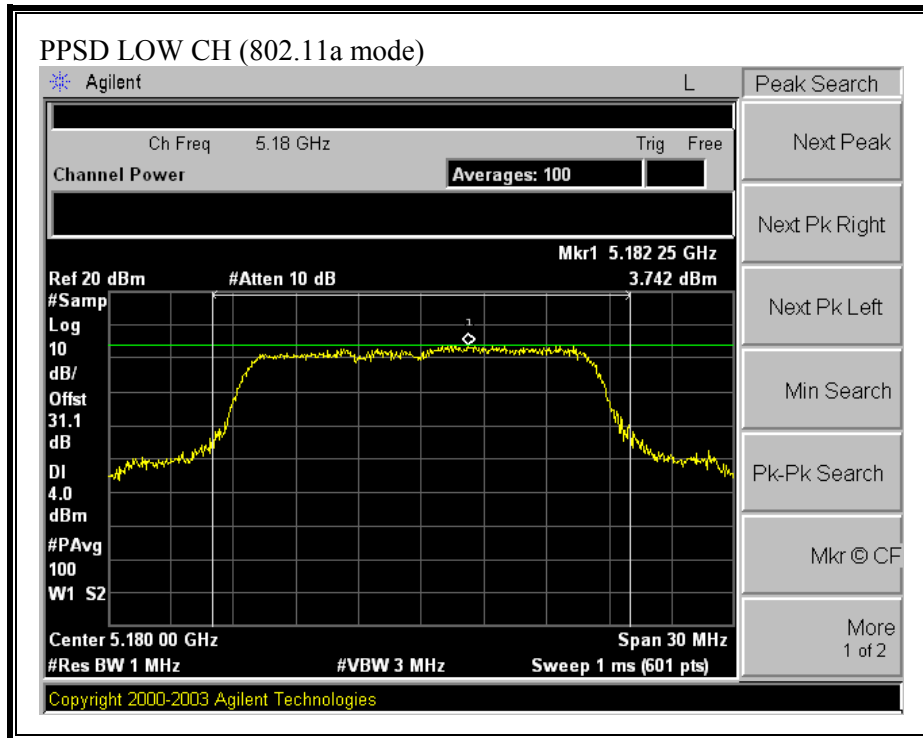 PPSD LOW CH (802.11a mode)
Agilent L
Peak Search
Ch Freq 5.18 GHz Trig Free
Channel Power Averages: 100
Mkr1 5.182 25 GHz
Ref 20 dBm #Atten 10 dB 3.742 dBm
#Samp
Log
10
dB/
Offst
31.1
dB
DI
4.0
dBm
#PAvg
100
W1 S2
1
Center 5.180 00 GHz Span 30 MHz
#Res BW 1 MHz #VBW 3 MHz Sweep 1 ms (601 pts)
Copyright 2000-2003 Agilent Technologies
Next Peak
Next Pk Right
Next Pk Left
Min Search
Pk-Pk Search
Mkr © CF
More
1 of 2